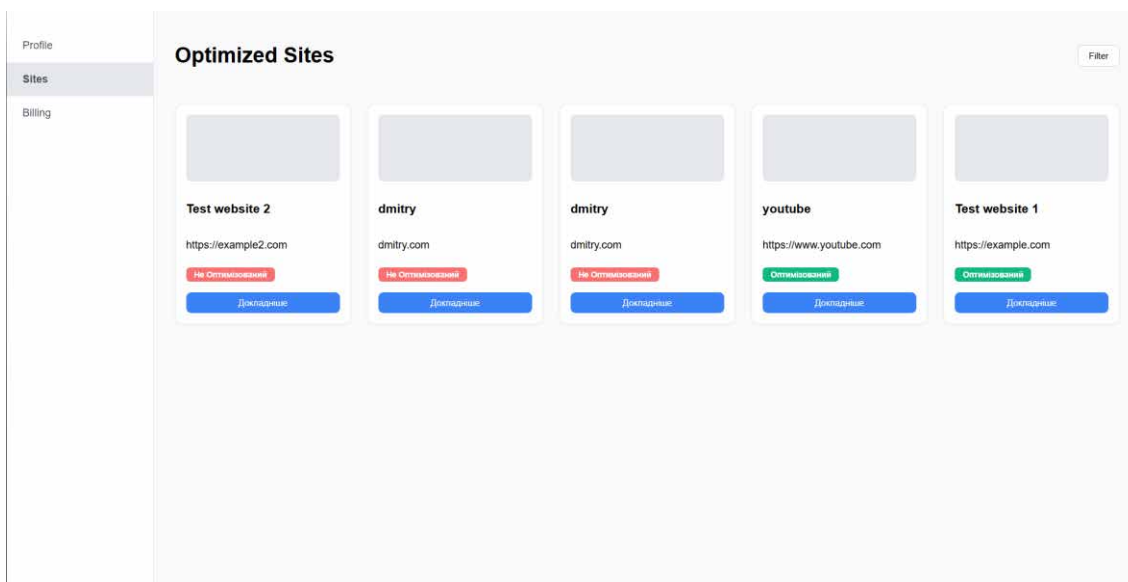 Profile
Sites
Billing
Optimized Sites
Filter
Test website 2
https://example2.com
Не Оптимізований
Докладніше
dmitry
dmitry.com
Не Оптимізований
Докладніше
dmitry
dmitry.com
Не Оптимізований
Докладніше
youtube
https://www.youtube.com
Оптимізований
Докладніше
Test website 1
https://example.com
Оптимізований
Докладніше